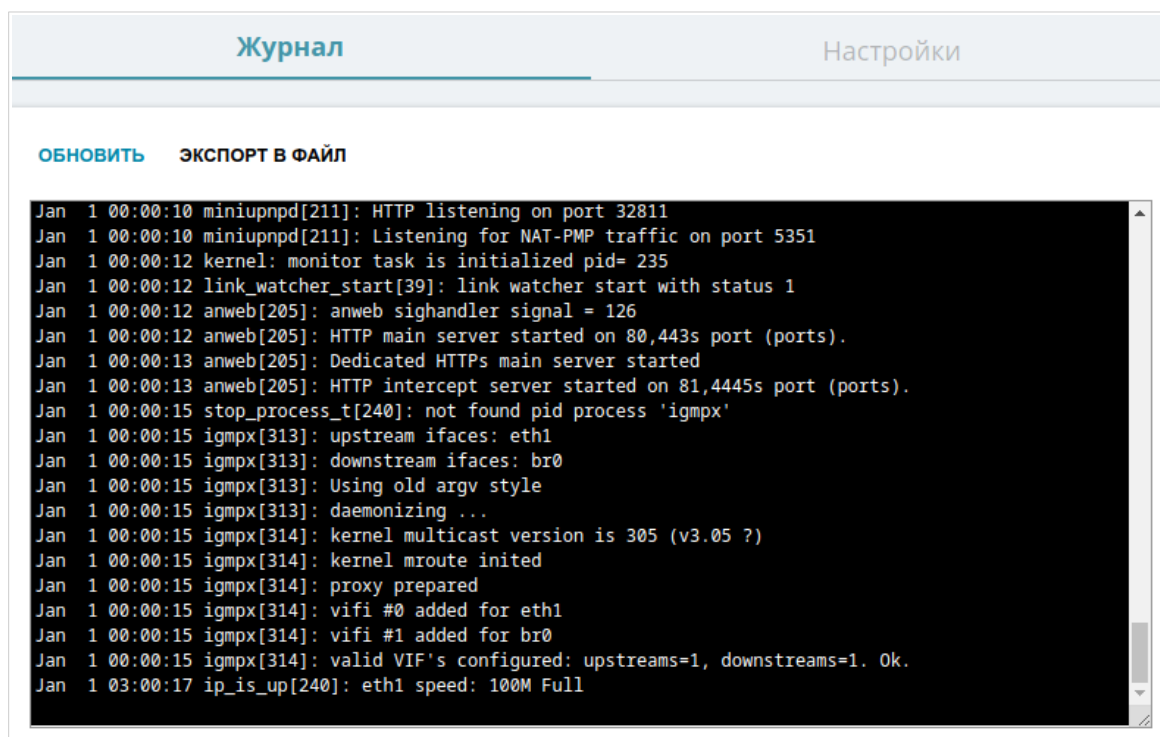 Журнал
Настройки
ОБНОВИТЬ ЭКСПОРТ В ФАЙЛ
Jan  1 00:00:10 miniupnpd[211]: HTTP listening on port 32811
Jan  1 00:00:10 miniupnpd[211]: Listening for NAT-PMP traffic on port 5351
Jan  1 00:00:12 kernel: monitor task is initialized pid= 235
Jan  1 00:00:12 link_watcher_start[39]: link watcher start with status 1
Jan  1 00:00:12 anweb[205]: anweb sighandler signal = 126
Jan  1 00:00:12 anweb[205]: HTTP main server started on 80,443s port (ports).
Jan  1 00:00:13 anweb[205]: Dedicated HTTPs main server started
Jan  1 00:00:13 anweb[205]: HTTP intercept server started on 81,4445s port (ports).
Jan  1 00:00:15 stop_process_t[240]: not found pid process 'igmpx'
Jan  1 00:00:15 igmpx[313]: upstream ifaces: eth1
Jan  1 00:00:15 igmpx[313]: downstream ifaces: br0
Jan  1 00:00:15 igmpx[313]: Using old argv style
Jan  1 00:00:15 igmpx[313]: daemonizing ...
Jan  1 00:00:15 igmpx[314]: kernel multicast version is 305 (v3.05 ?)
Jan  1 00:00:15 igmpx[314]: kernel mroute inited
Jan  1 00:00:15 igmpx[314]: proxy prepared
Jan  1 00:00:15 igmpx[314]: vifi #0 added for eth1
Jan  1 00:00:15 igmpx[314]: vifi #1 added for br0
Jan  1 00:00:15 igmpx[314]: valid VIF's configured: upstreams=1, downstreams=1. Ok.
Jan  1 03:00:17 ip_is_up[240]: eth1 speed: 100M Full